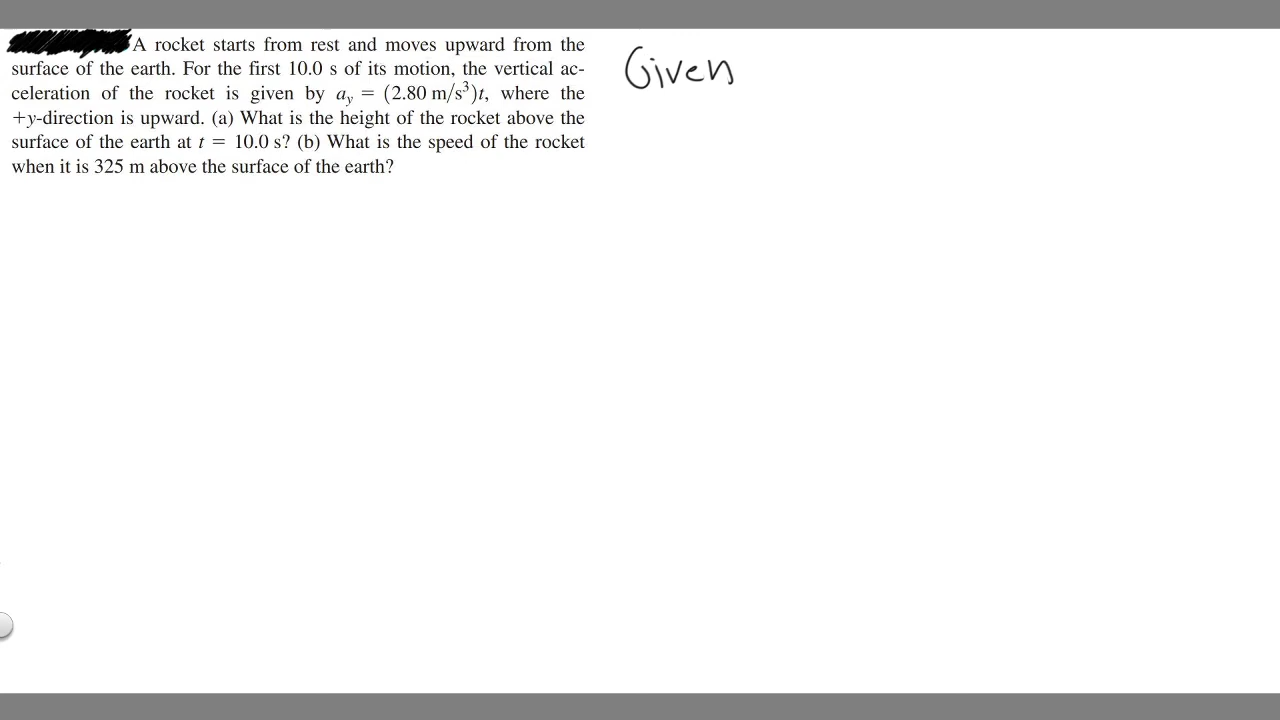 A rocket starts from rest and moves upward from the
surface of the earth. For the first 10.0 s of its motion, the vertical ac-
celeration of the rocket is given by a_y = (2.80 m/s³)t, where the
+y-direction is upward. (a) What is the height of the rocket above the
surface of the earth at t = 10.0 s? (b) What is the speed of the rocket
when it is 325 m above the surface of the earth?
Given